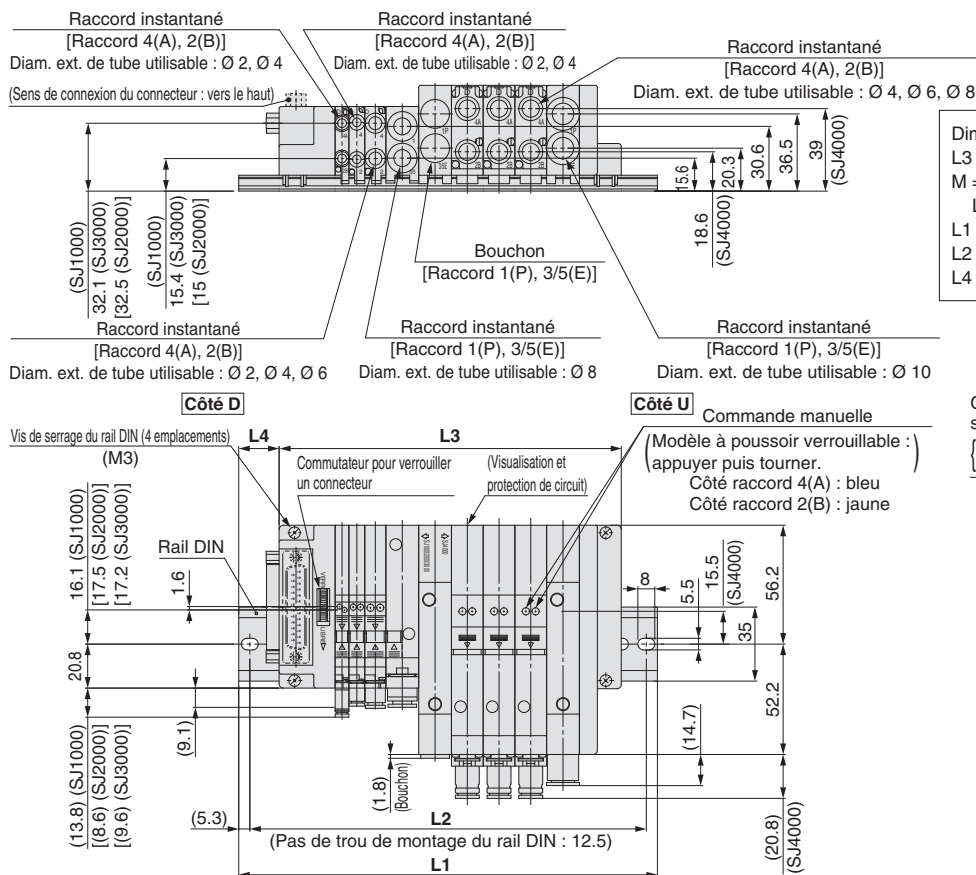 Raccord instantané
[Raccord 4(A), 2(B)]
Diam. ext. de tube utilisable : Ø 2, Ø 4
(Sens de connexion du connecteur : vers le haut)
Raccord instantané
[Raccord 4(A), 2(B)]
Diam. ext. de tube utilisable : Ø 2, Ø 4
Raccord instantané
[Raccord 4(A), 2(B)]
Diam. ext. de tube utilisable : Ø 4, Ø 6, Ø 8
L3
M =
L1
L2
L4
(SJ1000)
32.1 (SJ3000)
[32.5 (SJ2000)]
(SJ1000)
15.4 (SJ3000)
[15 (SJ2000)]
15.6
18.6
(SJ4000)
20.3
30.6
36.5
39
(SJ4000)
Bouchon
[Raccord 1(P), 3/5(E)]
Raccord instantané
[Raccord 4(A), 2(B)]
Diam. ext. de tube utilisable : Ø 2, Ø 4, Ø 6
Raccord instantané
[Raccord 1(P), 3/5(E)]
Diam. ext. de tube utilisable : Ø 8
Raccord instantané
[Raccord 1(P), 3/5(E)]
Diam. ext. de tube utilisable : Ø 10
Côté D
Côté U
Vis de serrage du rail DIN (4 emplacements)
(M3)
L4
L3
Commutateur pour verrouiller
un connecteur
(Visualisation et
protection de circuit)
Commande manuelle
(Modèle à poussoir verrouillable :
appuyer puis tourner.)
Côté raccord 4(A) : bleu
Côté raccord 2(B) : jaune
Rail DIN
16.1 (SJ1000)
[17.5 (SJ2000)]
[17.2 (SJ3000)]
1.6
20.8
(13.8) (SJ1000)
[(8.6) (SJ2000)]
[(9.6) (SJ3000)]
(9.1)
(5.3)
(1.8)
(Bouchon)
8
5.5
15.5
(SJ4000)
35
56.2
52.2
(14.7)
(20.8)
(SJ4000)
L2
(Pas de trou de montage du rail DIN : 12.5)
L1